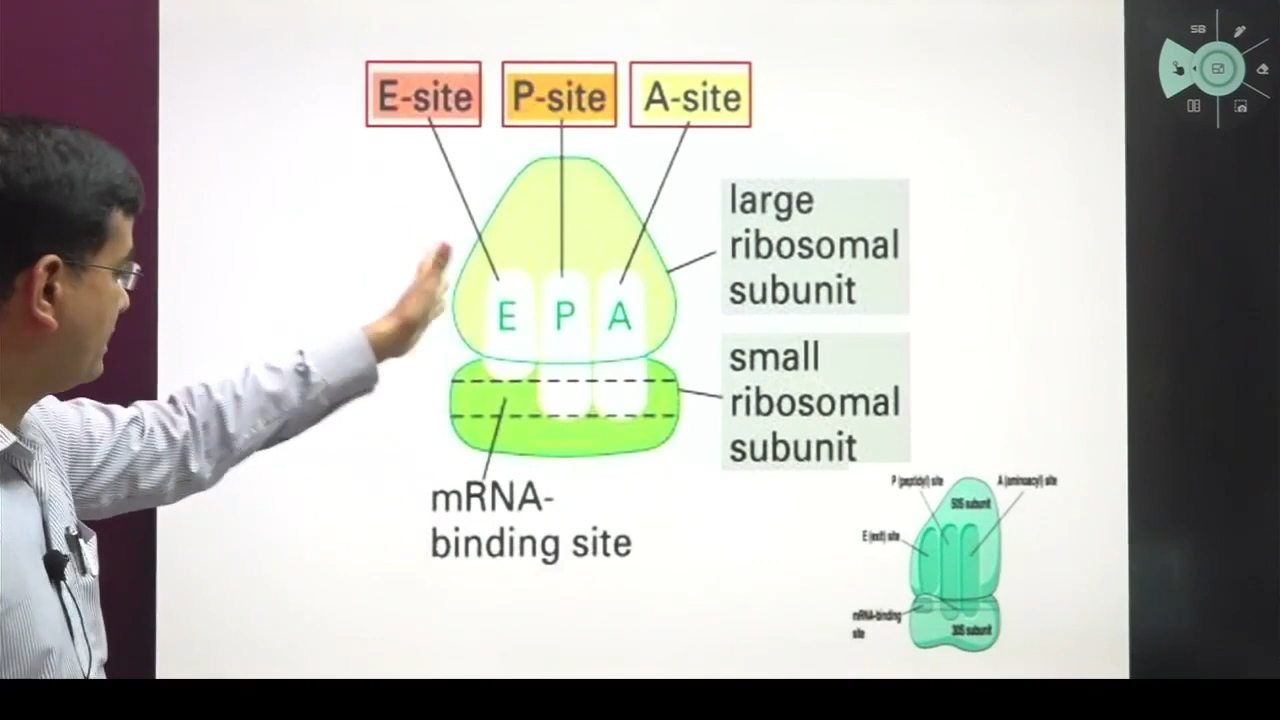 SB
E-site
P-site
A-site
large
ribosomal
subunit
E
P
A
small
ribosomal
subunit
mRNA-
binding site
P (peptidyl) site
A (aminoacyl) site
50S subunit
E (exit) site
mRNA-binding
site
30S subunit